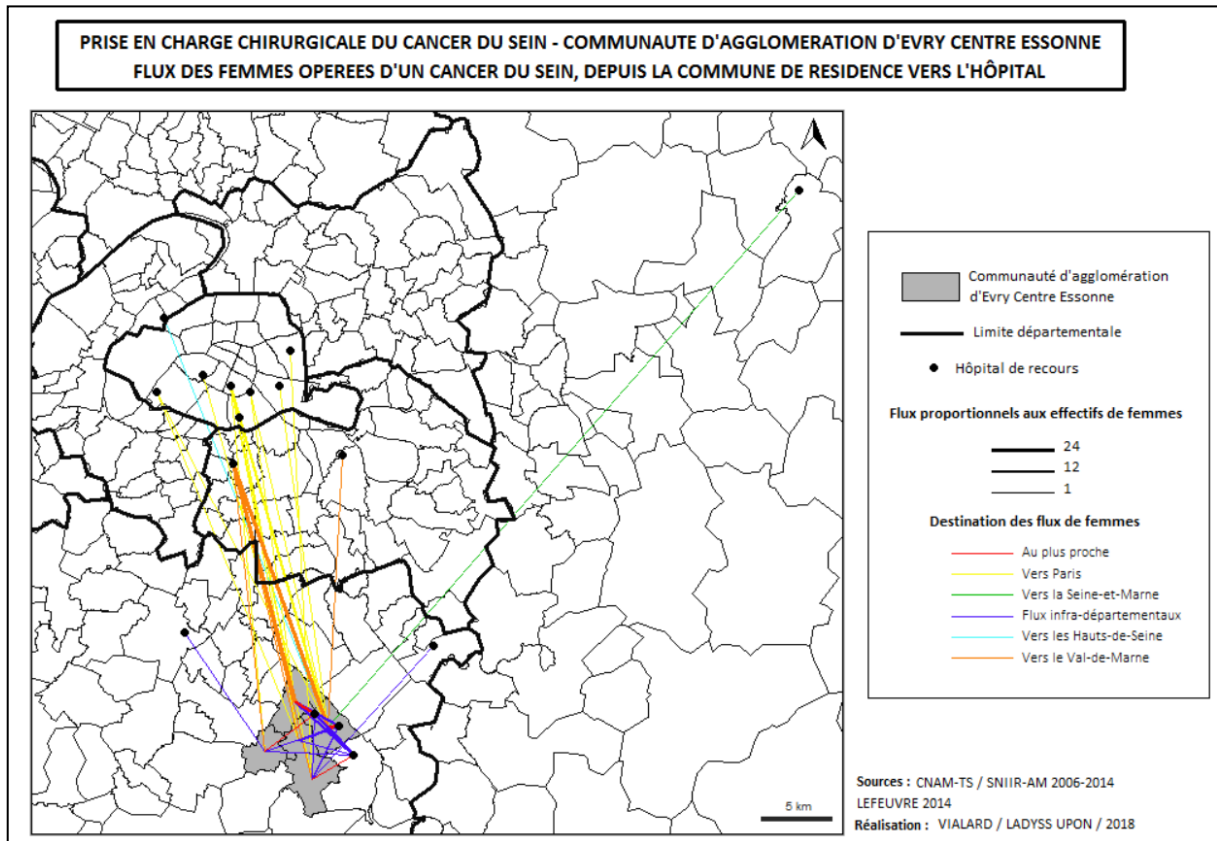 PRISE EN CHARGE CHIRURGICALE DU CANCER DU SEIN - COMMUNAUTE D'AGGLOMERATION D'EVRY CENTRE ESSONNE
FLUX DES FEMMES OPEREES D'UN CANCER DU SEIN, DEPUIS LA COMMUNE DE RESIDENCE VERS L'HÔPITAL
Communauté d'agglomération
d'Evry Centre Essonne
Limite départementale
Hôpital de recours
Flux proportionnels aux effectifs de femmes
24
12
1
Destination des flux de femmes
Au plus proche
Vers Paris
Vers la Seine-et-Marne
Flux infra-départementaux
Vers les Hauts-de-Seine
Vers le Val-de-Marne
5 km
Sources : CNAM-TS / SNIIR-AM 2006-2014
LEFEUVRE 2014
Réalisation : VIALARD / LADYSS UPON / 2018